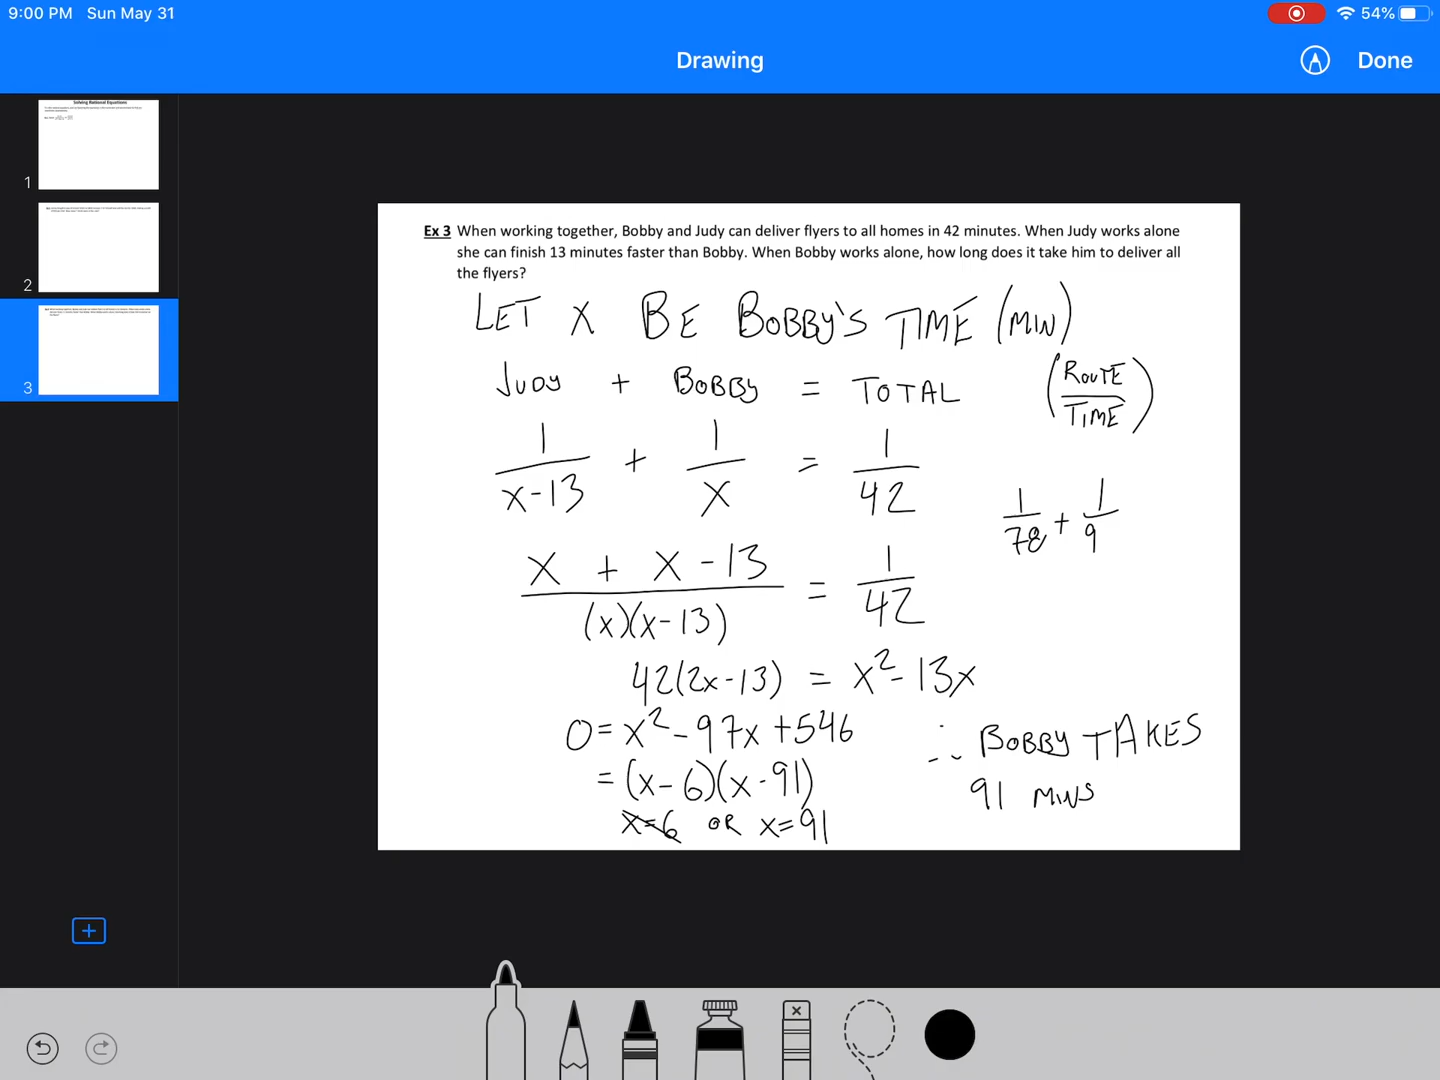 9:00 PM Sun May 31
54%
Drawing
Done
Solving Rational Equations
1
2
3
Ex 3 When working together, Bobby and Judy can deliver flyers to all homes in 42 minutes. When Judy works alone
she can finish 13 minutes faster than Bobby. When Bobby works alone, how long does it take him to deliver all
the flyers?
LET X BE BOBBY'S TIME (MIN)
JUDY + BOBBY = TOTAL (ROUTE/TIME)
1/(x-13) + 1/x = 1/42
1/78 + 1/9
(x + x-13)/((x)(x-13)) = 1/42
42(2x-13) = x²-13x
0 = x²-97x+546
= (x-6)(x-91)
x=6 OR x=91
∴ BOBBY TAKES
91 MINS